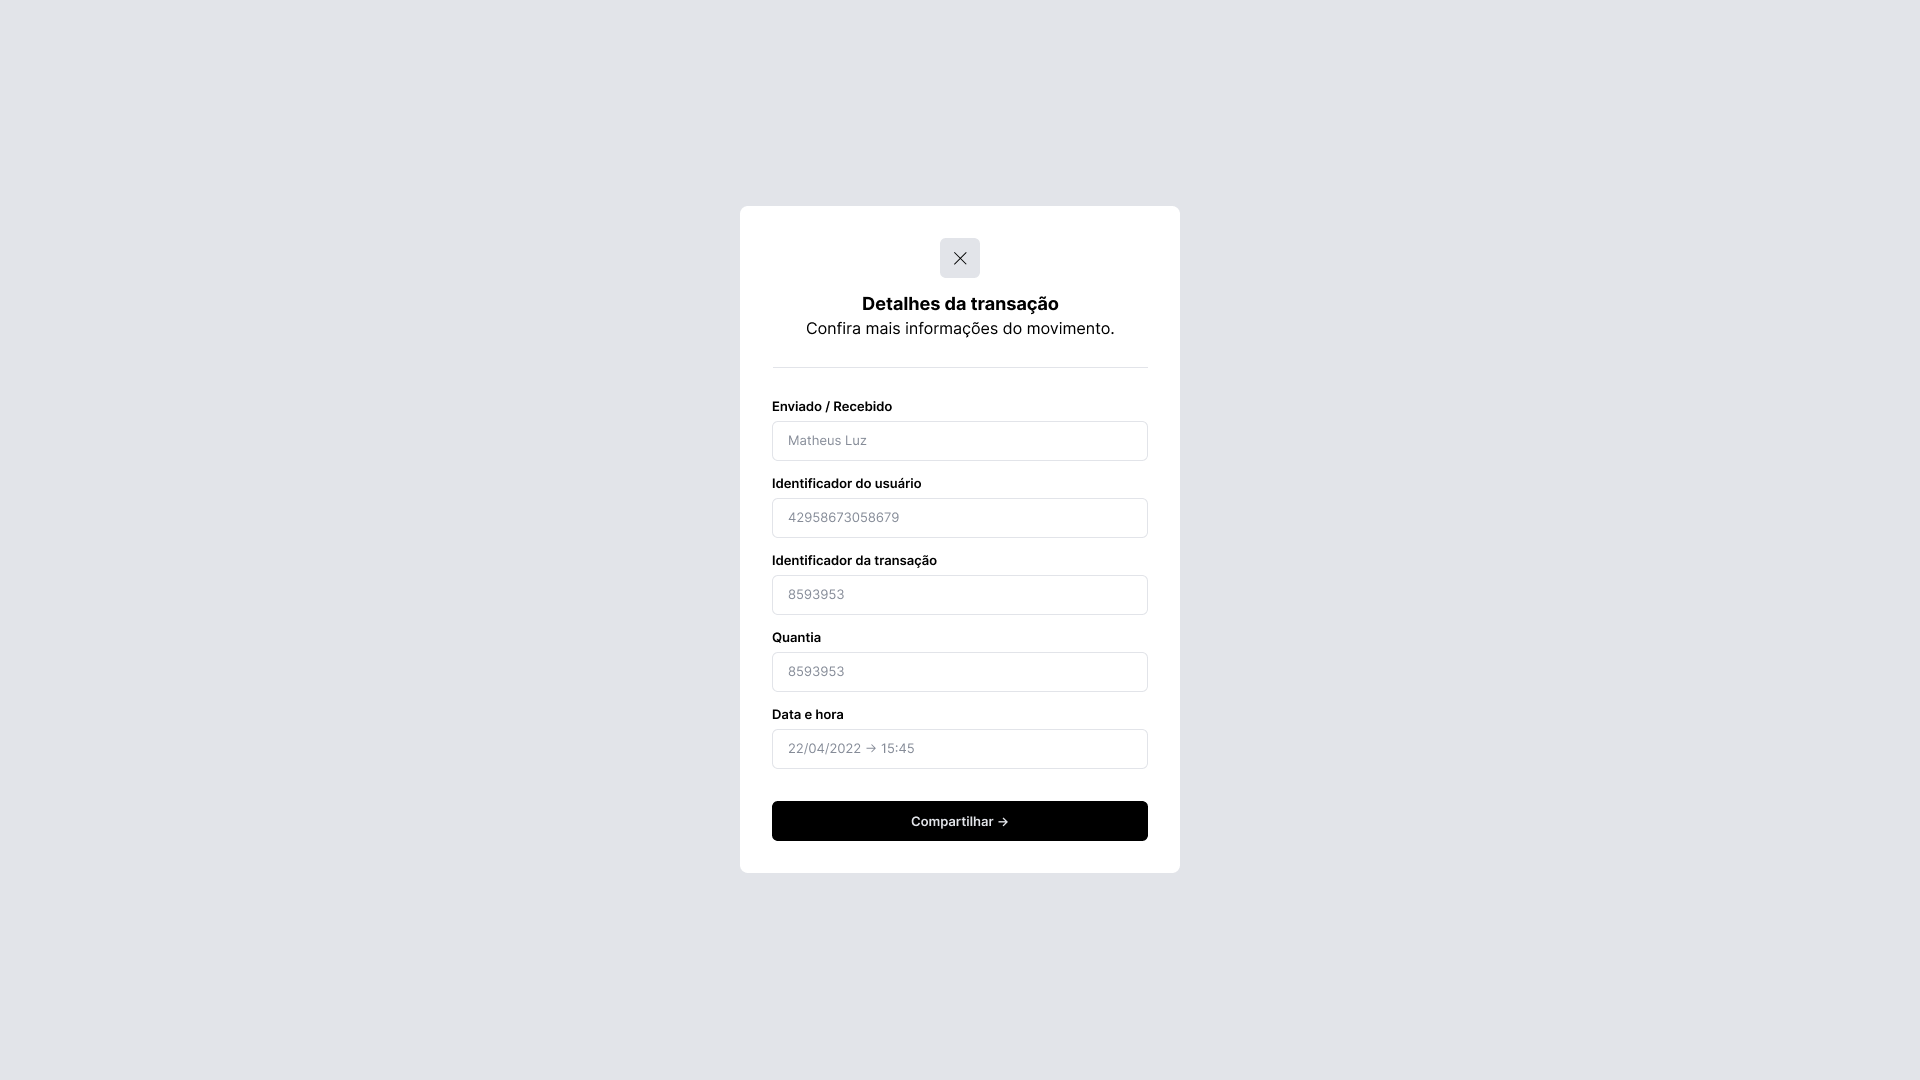 Detalhes da transação
Confira mais informações do movimento.
Enviado / Recebido
Matheus Luz
Identificador do usuário
42958673058679
Identificador da transação
8593953
Quantia
8593953
Data e hora
22/04/2022 → 15:45
Compartilhar →